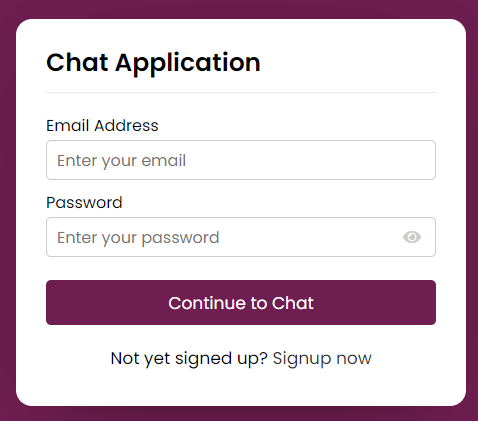 Chat Application
Email Address
Enter your email
Password
Enter your password
Continue to Chat
Not yet signed up? Signup now